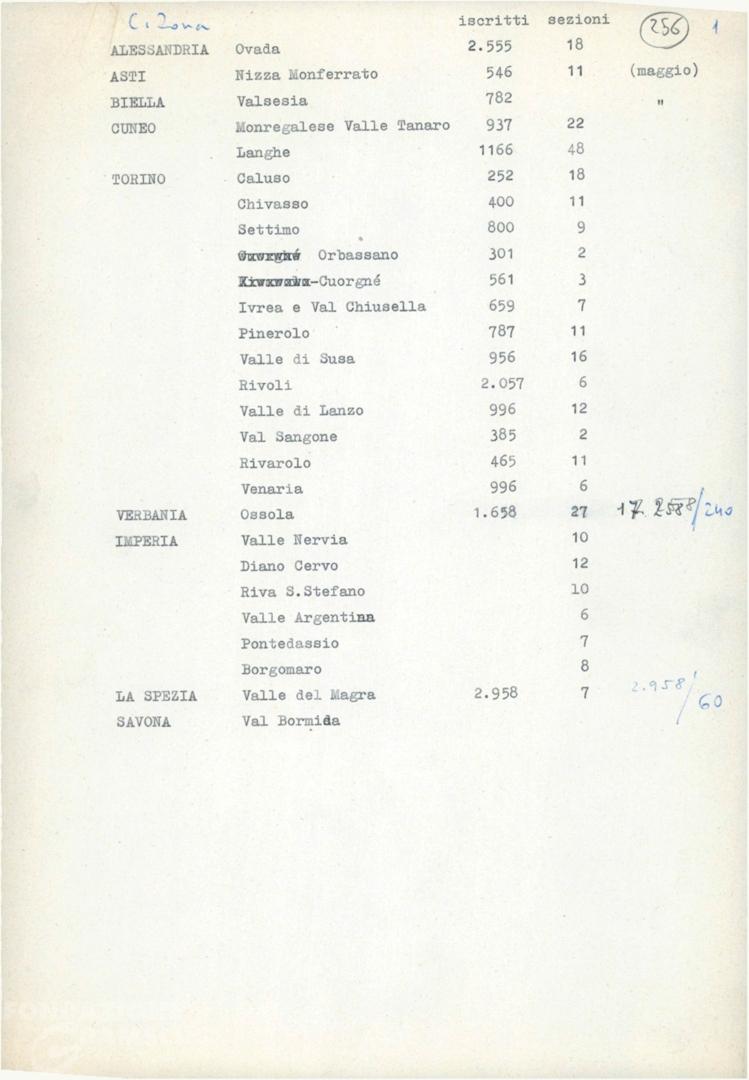 C. Zona iscritti sezioni (256) 1
ALESSANDRIA Ovada 2.555 18
ASTI Nizza Monferrato 546 11 (maggio)
BIELLA Valsesia 782 "
CUNEO Monregalese Valle Tanaro 937 22
Langhe 1166 48
TORINO Caluso 252 18
Chivasso 400 11
Settimo 800 9
Orbassano 301 2
-Cuorgné 561 3
Ivrea e Val Chiusella 659 7
Pinerolo 787 11
Valle di Susa 956 16
Rivoli 2.057 6
Valle di Lanzo 996 12
Val Sangone 385 2
Rivarolo 465 11
Venaria 996 6
VERBANIA Ossola 1.658 27 /240
IMPERIA Valle Nervia 10
Diano Cervo 12
Riva S.Stefano 10
Valle Argentina 6
Pontedassio 7
Borgomaro 8
LA SPEZIA Valle del Magra 2.958 7 2.958/60
SAVONA Val Bormida